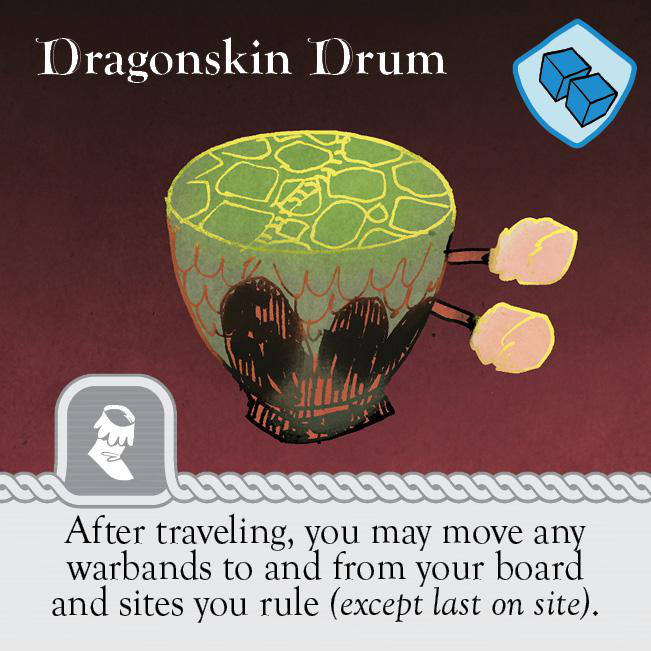 Dragonskin Drum
After traveling, you may move any
warbands to and from your board
and sites you rule (except last on site).